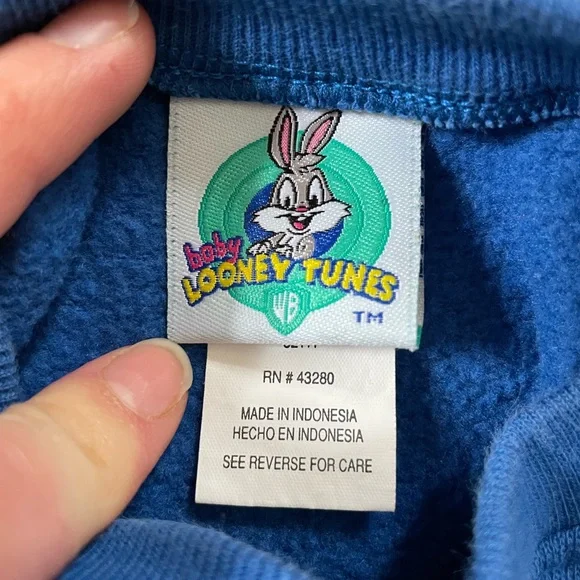 baby
LOONEY TUNES
WB
TM
RN # 43280
MADE IN INDONESIA
HECHO EN INDONESIA
SEE REVERSE FOR CARE